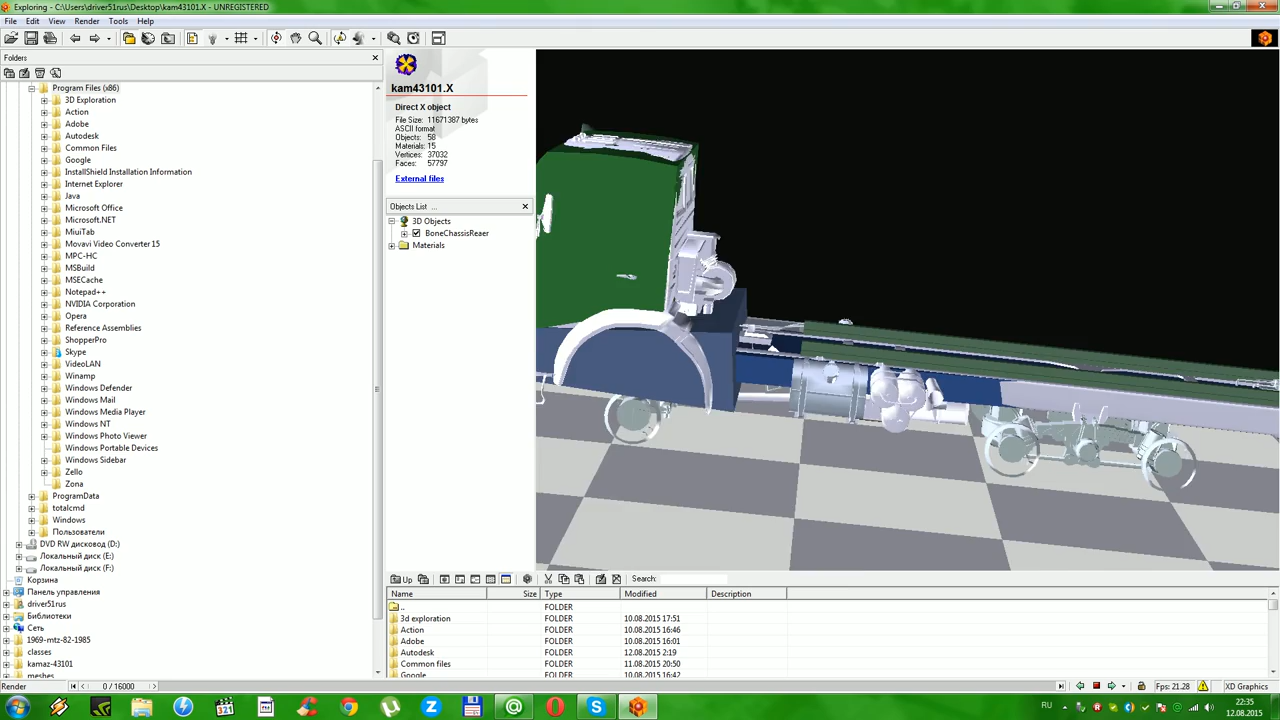 Exploring - C:\Users\driver51rus\Desktop\kam43101.X - UNREGISTERED
File Edit View Render Tools Help
Folders
Program Files (x86)
3D Exploration
Action
Adobe
Autodesk
Common Files
Google
InstallShield Installation Information
Internet Explorer
Java
Microsoft Office
Microsoft.NET
MiuiTab
Movavi Video Converter 15
MPC-HC
MSBuild
MSECache
Notepad++
NVIDIA Corporation
Opera
Reference Assemblies
ShopperPro
Skype
VideoLAN
Winamp
Windows Defender
Windows Mail
Windows Media Player
Windows NT
Windows Photo Viewer
Windows Portable Devices
Windows Sidebar
Zello
Zona
ProgramData
totalcmd
Windows
Пользователи
DVD RW дисковод (D:)
Локальный диск (E:)
Локальный диск (F:)
Корзина
Панель управления
driver51rus
Библиотеки
Сеть
1969-mtz-82-1985
classes
kamaz-43101
meshes
kam43101.X
Direct X object
File Size: 11671387 bytes
ASCII format
Objects: 58
Materials: 15
Vertices: 37032
Faces: 57797
External files
Objects List ...
3D Objects
BoneChassisReaer
Materials
Up Search:
Name Size Type Modified Description
.. FOLDER
3d exploration FOLDER 10.08.2015 17:51
Action FOLDER 10.08.2015 16:46
Adobe FOLDER 10.08.2015 16:01
Autodesk FOLDER 12.08.2015 2:19
Common files FOLDER 11.08.2015 20:50
Google FOLDER 10.08.2015 16:42
Render 0 / 16000 Fps: 21.28 XD Graphics
321
RU 22:35
12.08.2015